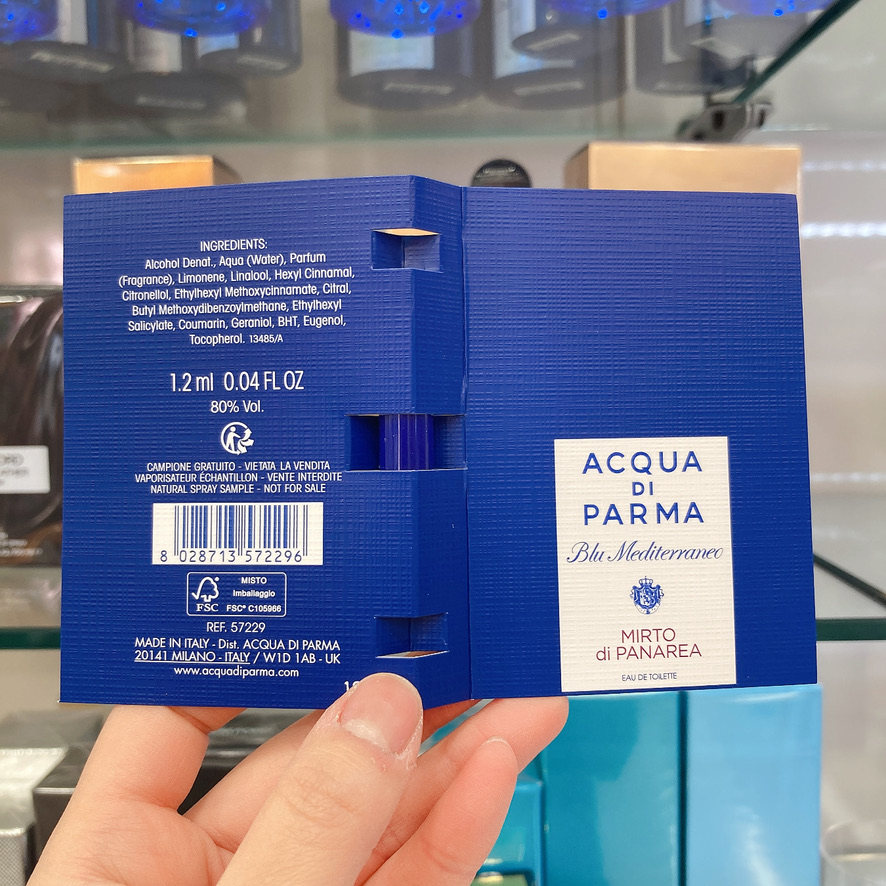 INGREDIENTS:
Alcohol Denat., Aqua (Water), Parfum
(Fragrance), Limonene, Linalool, Hexyl Cinnamal,
Citronellol, Ethylhexyl Methoxycinnamate, Citral,
Butyl Methoxydibenzoylmethane, Ethylhexyl
Salicylate, Coumarin, Geraniol, BHT, Eugenol,
Tocopherol. 13485/A
1.2 ml 0.04 FL OZ
80% Vol.
CAMPIONE GRATUITO - VIETATA LA VENDITA
VAPORISATEUR ÉCHANTILLON - VENTE INTERDITE
NATURAL SPRAY SAMPLE - NOT FOR SALE
8 028713 572296
FSC
MISTO
Imballaggio
FSC® C105966
REF. 57229
MADE IN ITALY - Dist. ACQUA DI PARMA
20141 MILANO - ITALY / W1D 1AB - UK
www.acquadiparma.com
ACQUA
DI
PARMA
Blu Mediterraneo
MIRTO
di PANAREA
EAU DE TOILETTE